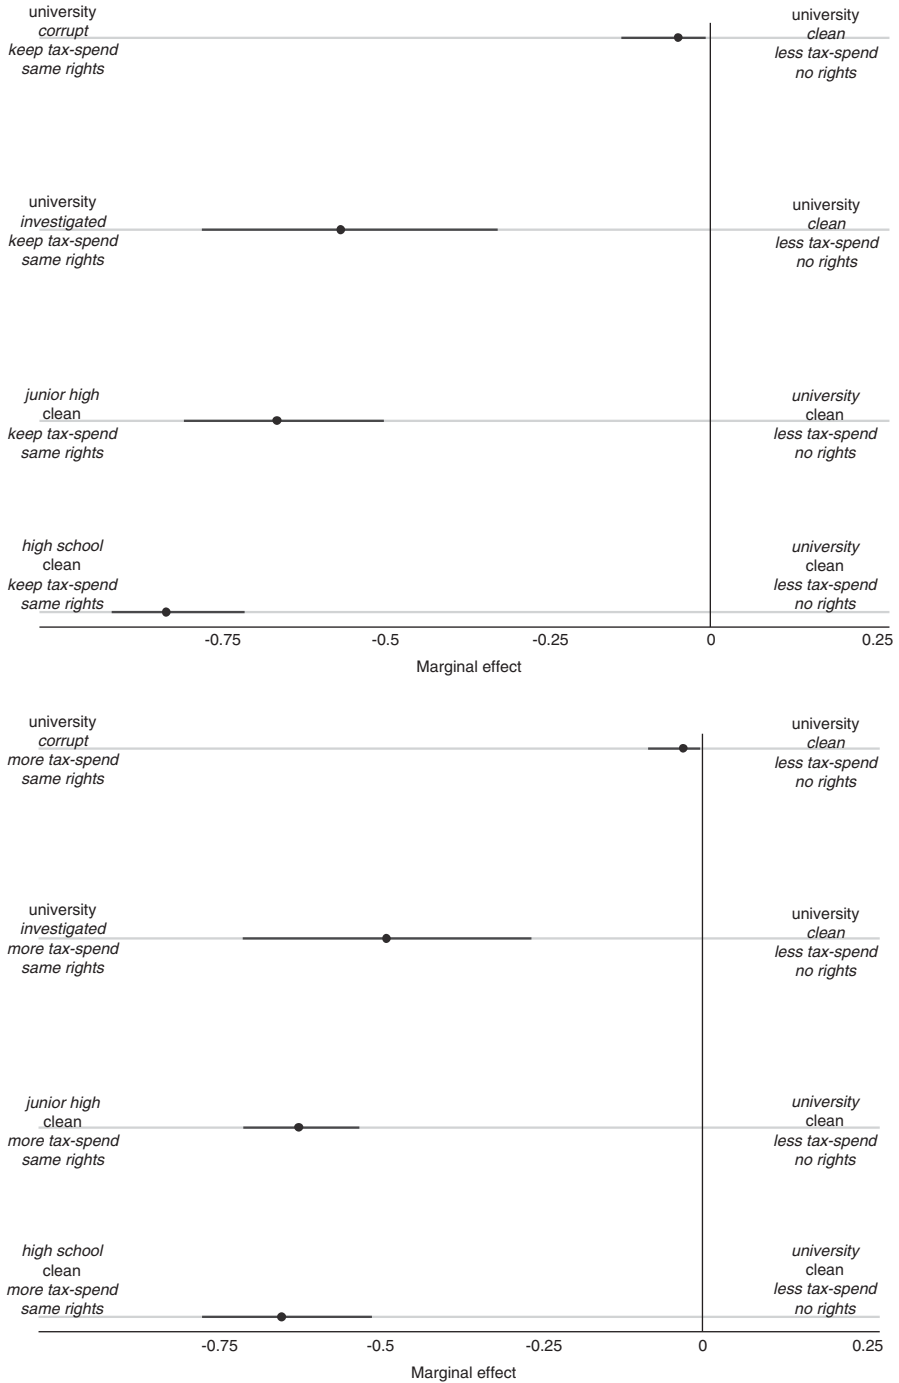 university
corrupt
keep tax-spend
same rights
university
clean
less tax-spend
no rights
university
investigated
keep tax-spend
same rights
university
clean
less tax-spend
no rights
junior high
clean
keep tax-spend
same rights
university
clean
less tax-spend
no rights
high school
clean
keep tax-spend
same rights
university
clean
less tax-spend
no rights
-0.75 -0.5 -0.25 0 0.25
Marginal effect
university
corrupt
more tax-spend
same rights
university
clean
less tax-spend
no rights
university
investigated
more tax-spend
same rights
university
clean
less tax-spend
no rights
junior high
clean
more tax-spend
same rights
university
clean
less tax-spend
no rights
high school
clean
more tax-spend
same rights
university
clean
less tax-spend
no rights
-0.75 -0.5 -0.25 0 0.25
Marginal effect